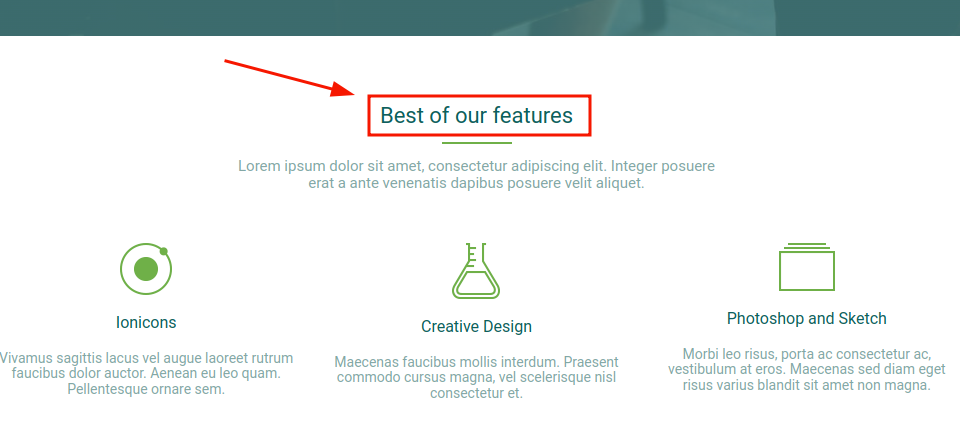 Best of our features
Lorem ipsum dolor sit amet, consectetur adipiscing elit. Integer posuere
erat a ante venenatis dapibus posuere velit aliquet.
Ionicons
Vivamus sagittis lacus vel augue laoreet rutrum
faucibus dolor auctor. Aenean eu leo quam.
Pellentesque ornare sem.
Creative Design
Maecenas faucibus mollis interdum. Praesent
commodo cursus magna, vel scelerisque nisl
consectetur et.
Photoshop and Sketch
Morbi leo risus, porta ac consectetur ac,
vestibulum at eros. Maecenas sed diam eget
risus varius blandit sit amet non magna.